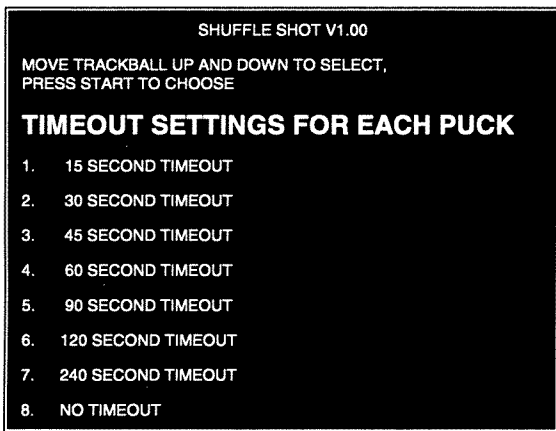 SHUFFLE SHOT V1.00
MOVE TRACKBALL UP AND DOWN TO SELECT,
PRESS START TO CHOOSE
TIMEOUT SETTINGS FOR EACH PUCK
1. 15 SECOND TIMEOUT
2. 30 SECOND TIMEOUT
3. 45 SECOND TIMEOUT
4. 60 SECOND TIMEOUT
5. 90 SECOND TIMEOUT
6. 120 SECOND TIMEOUT
7. 240 SECOND TIMEOUT
8. NO TIMEOUT